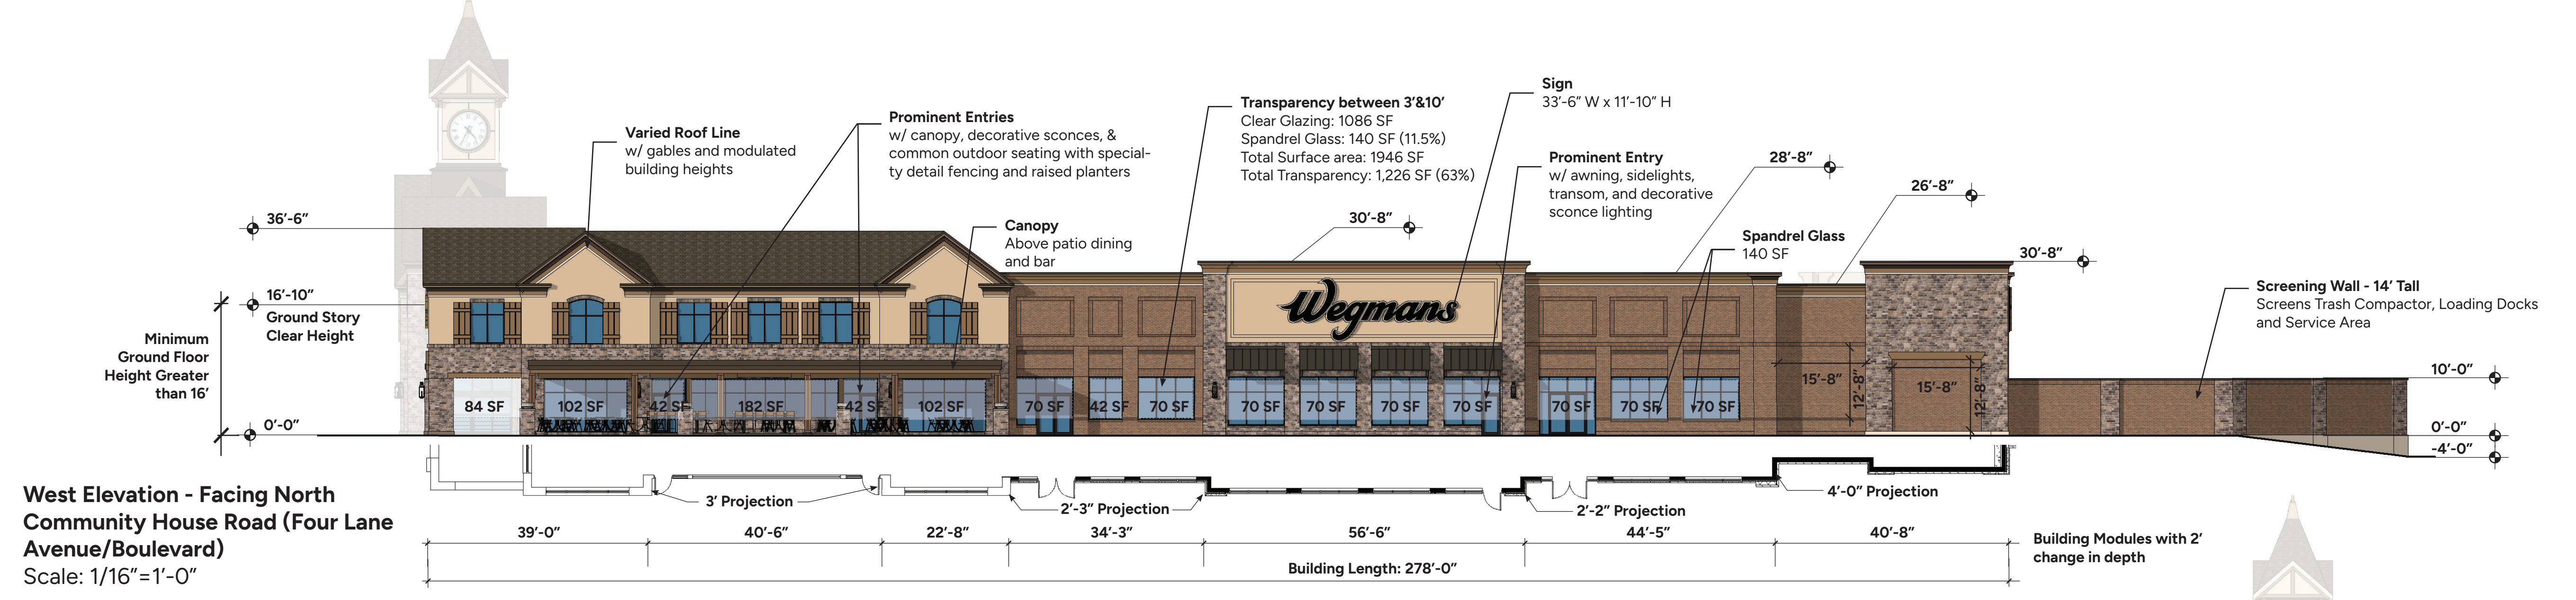 Sign
33'-6" W x 11'-10" H
Transparency between 3'&10'
Clear Glazing: 1086 SF
Spandrel Glass: 140 SF (11.5%)
Total Surface area: 1946 SF
Total Transparency: 1,226 SF (63%)
Prominent Entries
w/ canopy, decorative sconces, &
common outdoor seating with special-
ty detail fencing and raised planters
Varied Roof Line
w/ gables and modulated
building heights
Prominent Entry
w/ awning, sidelights,
transom, and decorative
sconce lighting
28'-8"
26'-8"
36'-6"
30'-8"
Canopy
Above patio dining
and bar
Spandrel Glass
140 SF
30'-8"
16'-10"
Ground Story
Clear Height
Screening Wall - 14' Tall
Screens Trash Compactor, Loading Docks
and Service Area
Wegmans
Minimum
Ground Floor
Height Greater
than 16'
10'-0"
15'-8"
12'-8"
15'-8"
12'-8"
84 SF
102 SF
42 SF
182 SF
42 SF
102 SF
70 SF
42 SF
70 SF
70 SF
70 SF
70 SF
70 SF
70 SF
70 SF
70 SF
0'-0"
0'-0"
-4'-0"
3' Projection
2'-3" Projection
2'-2" Projection
4'-0" Projection
West Elevation - Facing North
Community House Road (Four Lane
Avenue/Boulevard)
Scale: 1/16"=1'-0"
39'-0"
40'-6"
22'-8"
34'-3"
56'-6"
44'-5"
40'-8"
Building Modules with 2'
change in depth
Building Length: 278'-0"